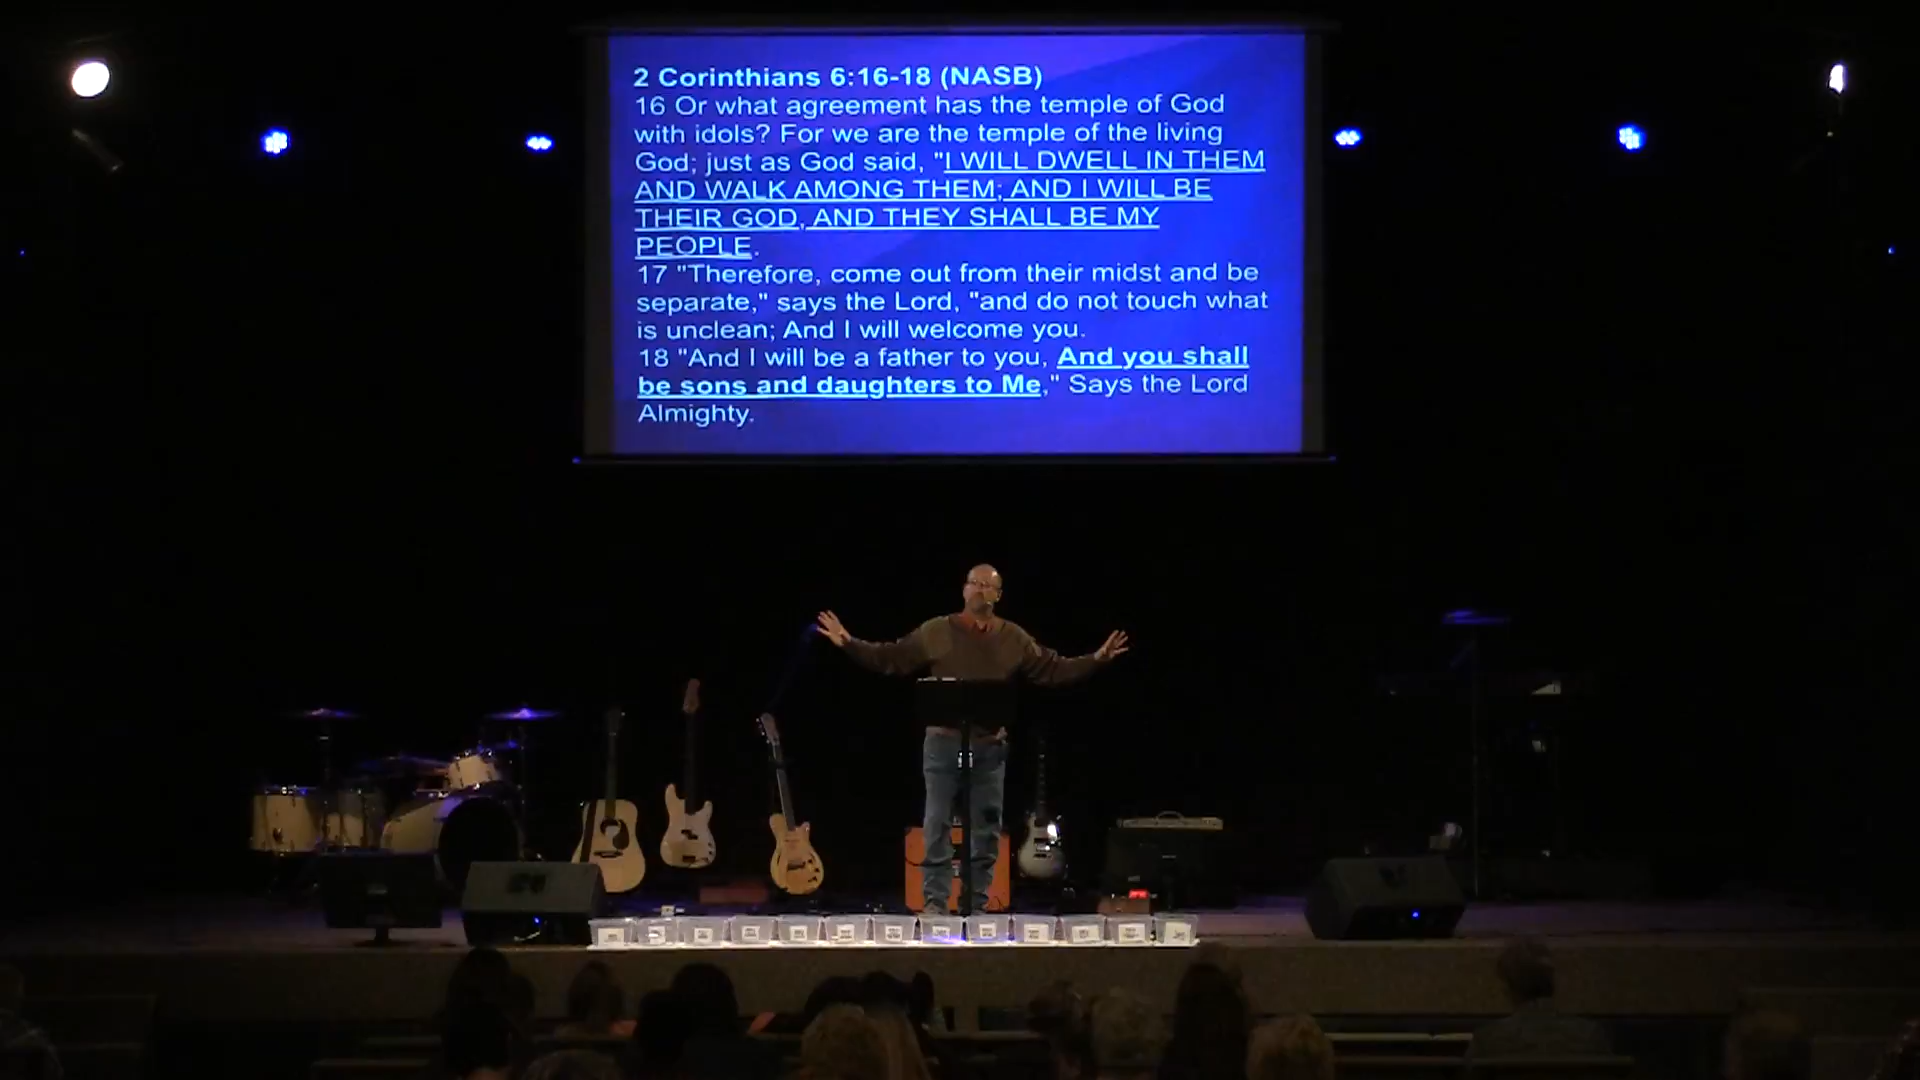 2 Corinthians 6:16-18 (NASB)
16 Or what agreement has the temple of God
with idols? For we are the temple of the living
God; just as God said, "I WILL DWELL IN THEM
AND WALK AMONG THEM; AND I WILL BE
THEIR GOD, AND THEY SHALL BE MY
PEOPLE.
17 "Therefore, come out from their midst and be
separate," says the Lord, "and do not touch what
is unclean; And I will welcome you.
18 "And I will be a father to you, And you shall
be sons and daughters to Me," Says the Lord
Almighty.